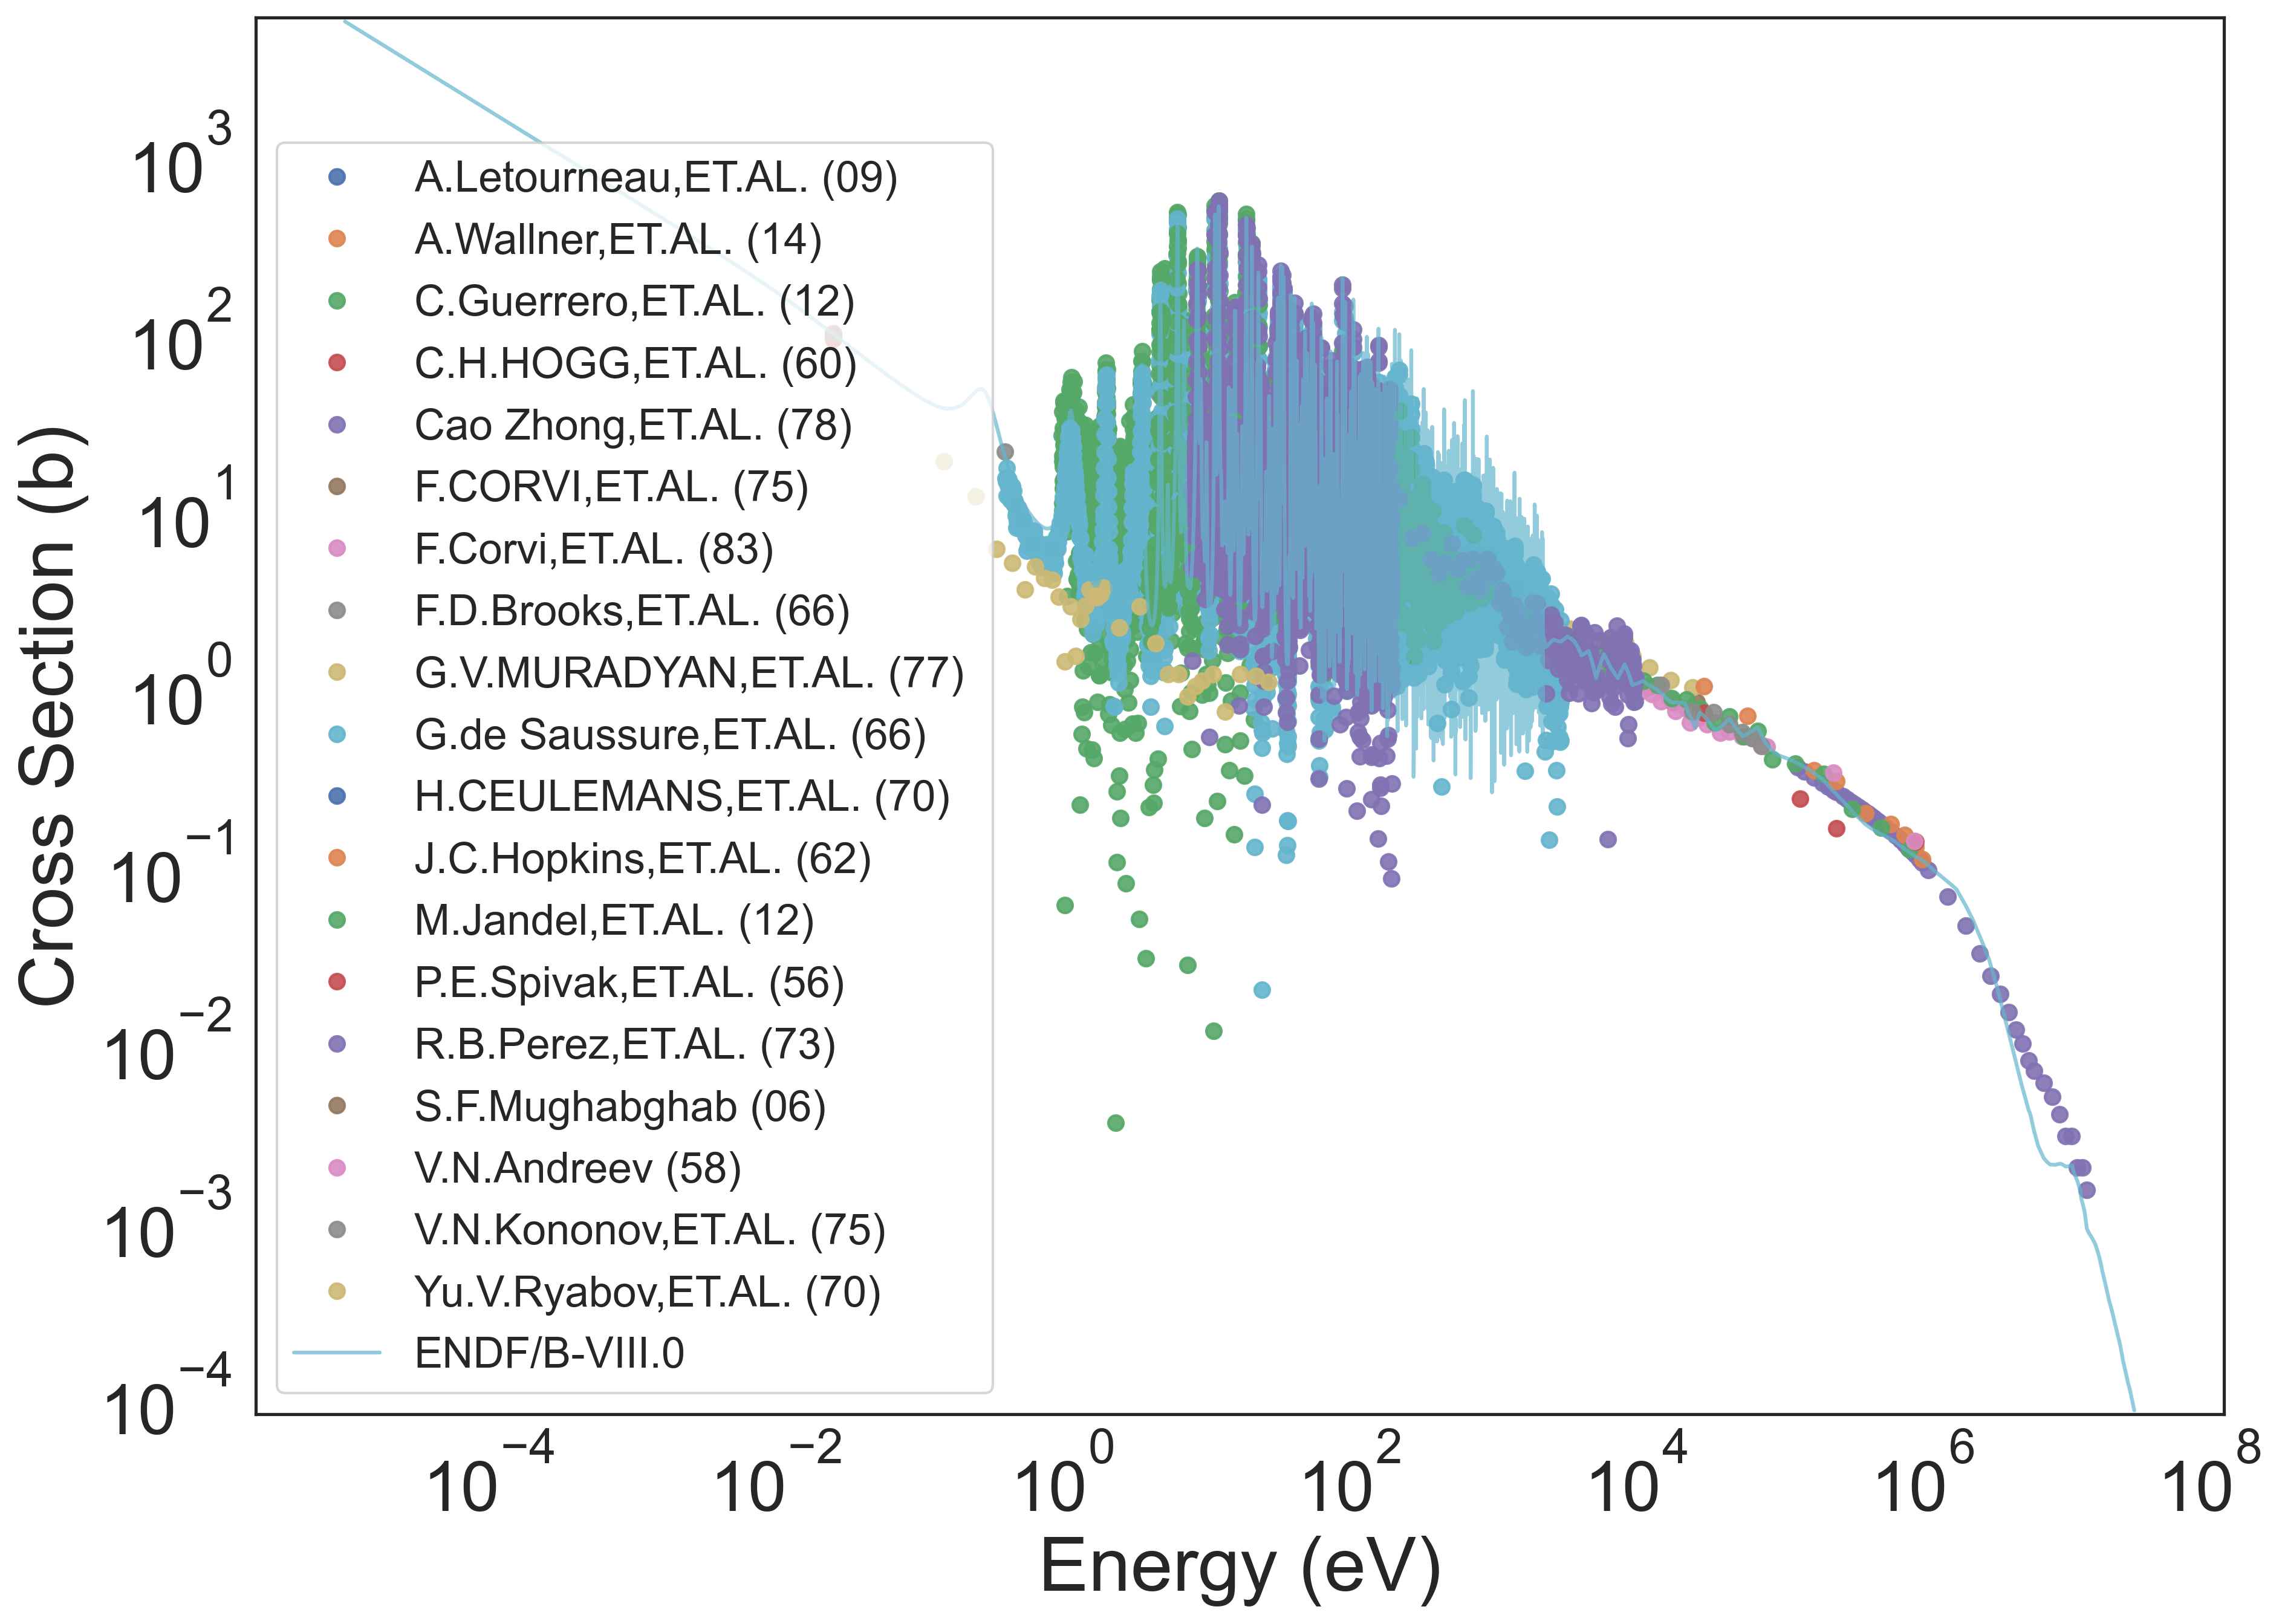 Cross Section (b)
10^3
10^2
10^1
10^0
10^−1
10^−2
10^−3
10^−4
A.Letourneau,ET.AL. (09)
A.Wallner,ET.AL. (14)
C.Guerrero,ET.AL. (12)
C.H.HOGG,ET.AL. (60)
Cao Zhong,ET.AL. (78)
F.CORVI,ET.AL. (75)
F.Corvi,ET.AL. (83)
F.D.Brooks,ET.AL. (66)
G.V.MURADYAN,ET.AL. (77)
G.de Saussure,ET.AL. (66)
H.CEULEMANS,ET.AL. (70)
J.C.Hopkins,ET.AL. (62)
M.Jandel,ET.AL. (12)
P.E.Spivak,ET.AL. (56)
R.B.Perez,ET.AL. (73)
S.F.Mughabghab (06)
V.N.Andreev (58)
V.N.Kononov,ET.AL. (75)
Yu.V.Ryabov,ET.AL. (70)
ENDF/B-VIII.0
10^−4 10^−2 10^0 10^2 10^4 10^6 10^8
Energy (eV)